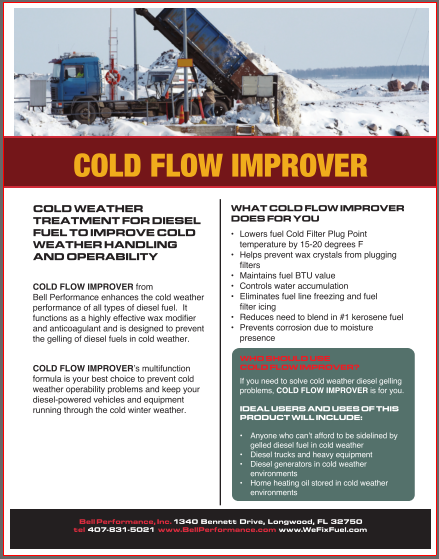 COLD FLOW IMPROVER
COLD WEATHER
TREATMENT FOR DIESEL
FUEL TO IMPROVE COLD
WEATHER HANDLING
AND OPERABILITY
COLD FLOW IMPROVER from
Bell Performance enhances the cold weather
performance of all types of diesel fuel. It
functions as a highly effective wax modifier
and anticoagulant and is designed to prevent
the gelling of diesel fuels in cold weather.
COLD FLOW IMPROVER's multifunction
formula is your best choice to prevent cold
weather operability problems and keep your
diesel-powered vehicles and equipment
running through the cold winter weather.
WHAT COLD FLOW IMPROVER
DOES FOR YOU
• Lowers fuel Cold Filter Plug Point
temperature by 15-20 degrees F
• Helps prevent wax crystals from plugging
filters
• Maintains fuel BTU value
• Controls water accumulation
• Eliminates fuel line freezing and fuel
filter icing
• Reduces need to blend in #1 kerosene fuel
• Prevents corrosion due to moisture
presence
WHO SHOULD USE
COLD FLOW IMPROVER?
If you need to solve cold weather diesel gelling
problems, COLD FLOW IMPROVER is for you.
IDEAL USERS AND USES OF THIS
PRODUCT WILL INCLUDE:
• Anyone who can't afford to be sidelined by
gelled diesel fuel in cold weather
• Diesel trucks and heavy equipment
• Diesel generators in cold weather
environments
• Home heating oil stored in cold weather
environments
Bell Performance, Inc. 1340 Bennett Drive, Longwood, FL 32750
tel 407-831-5021 www.BellPerformance.com www.WeFixFuel.com